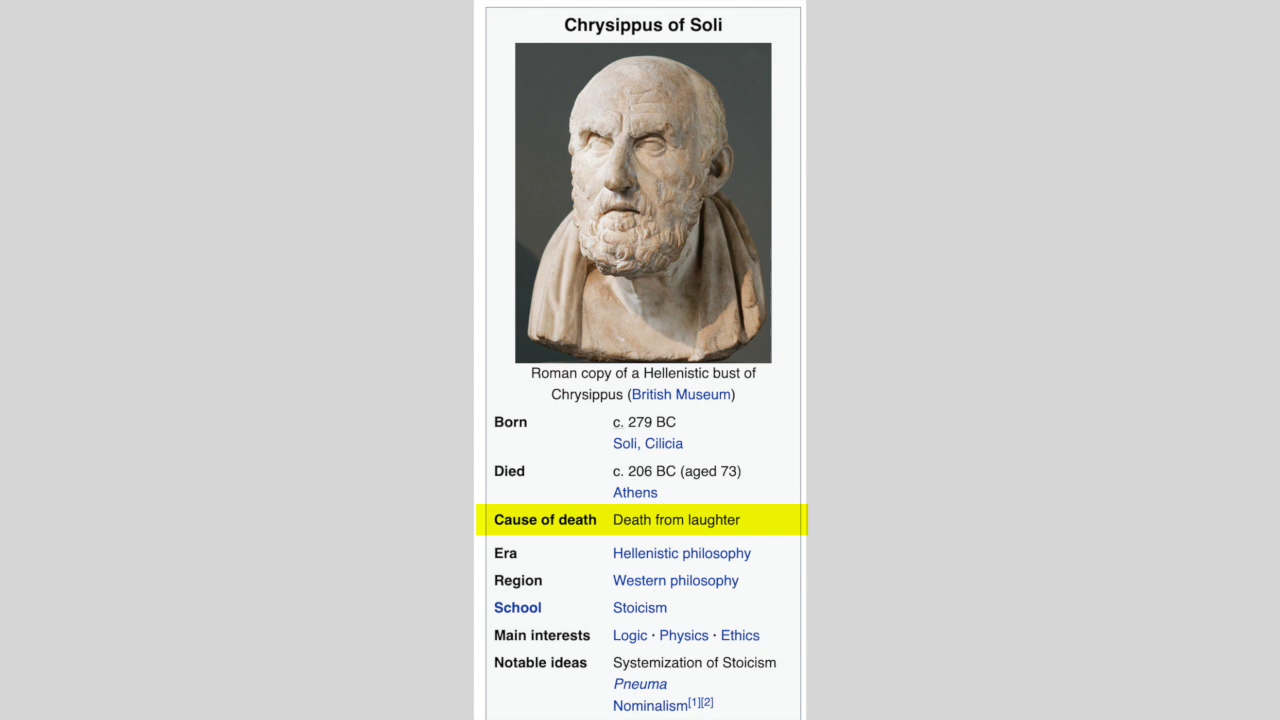 Chrysippus of Soli
Roman copy of a Hellenistic bust of
Chrysippus (British Museum)
Born c. 279 BC
Soli, Cilicia
Died c. 206 BC (aged 73)
Athens
Cause of death Death from laughter
Era Hellenistic philosophy
Region Western philosophy
School Stoicism
Main interests Logic · Physics · Ethics
Notable ideas Systemization of Stoicism
Pneuma
Nominalism[1][2]